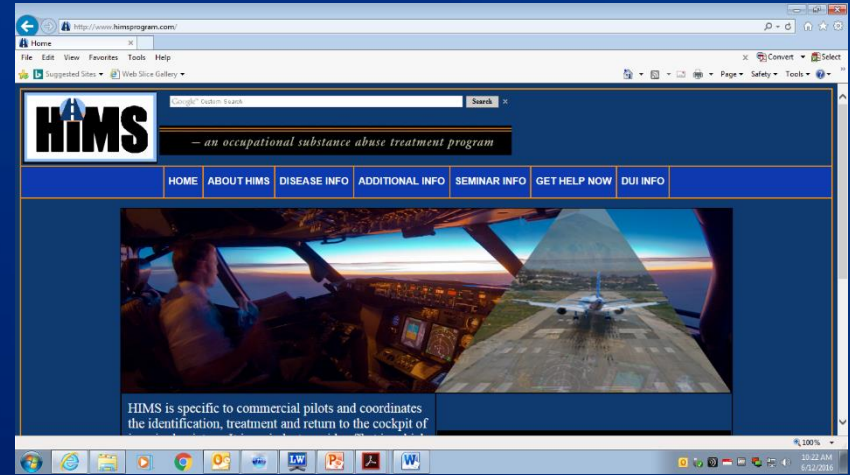 http://www.himsprogram.com/
Home
File Edit View Favorites Tools Help
Convert Select
Suggested Sites Web Slice Gallery
Page Safety Tools
HIMS
Google™ Custom Search Search
— an occupational substance abuse treatment program
HOME ABOUT HIMS DISEASE INFO ADDITIONAL INFO SEMINAR INFO GET HELP NOW DUI INFO
HIMS is specific to commercial pilots and coordinates
the identification, treatment and return to the cockpit of
100%
10:22 AM
6/12/2016